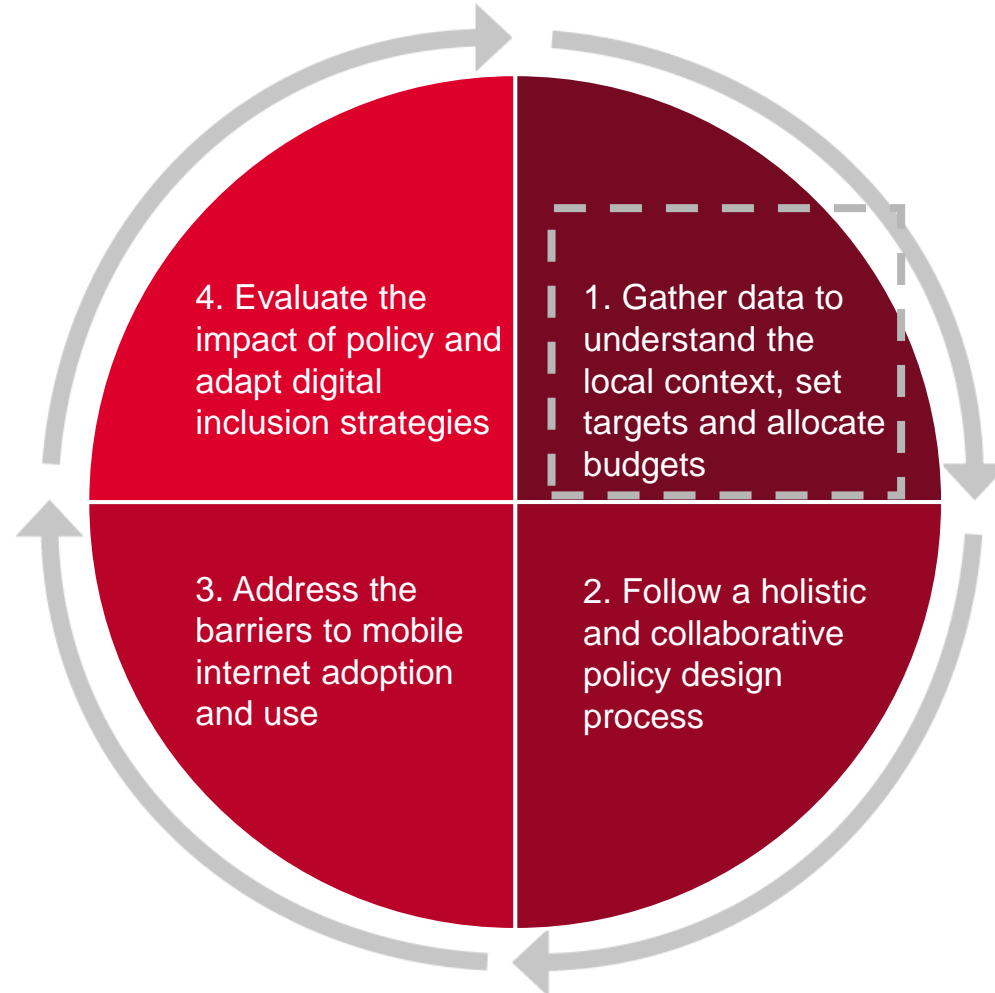 1. Gather data to
understand the
local context, set
targets and allocate
budgets
2. Follow a holistic
and collaborative
policy design
process
3. Address the
barriers to mobile
internet adoption
and use
4. Evaluate the
impact of policy and
adapt digital
inclusion strategies